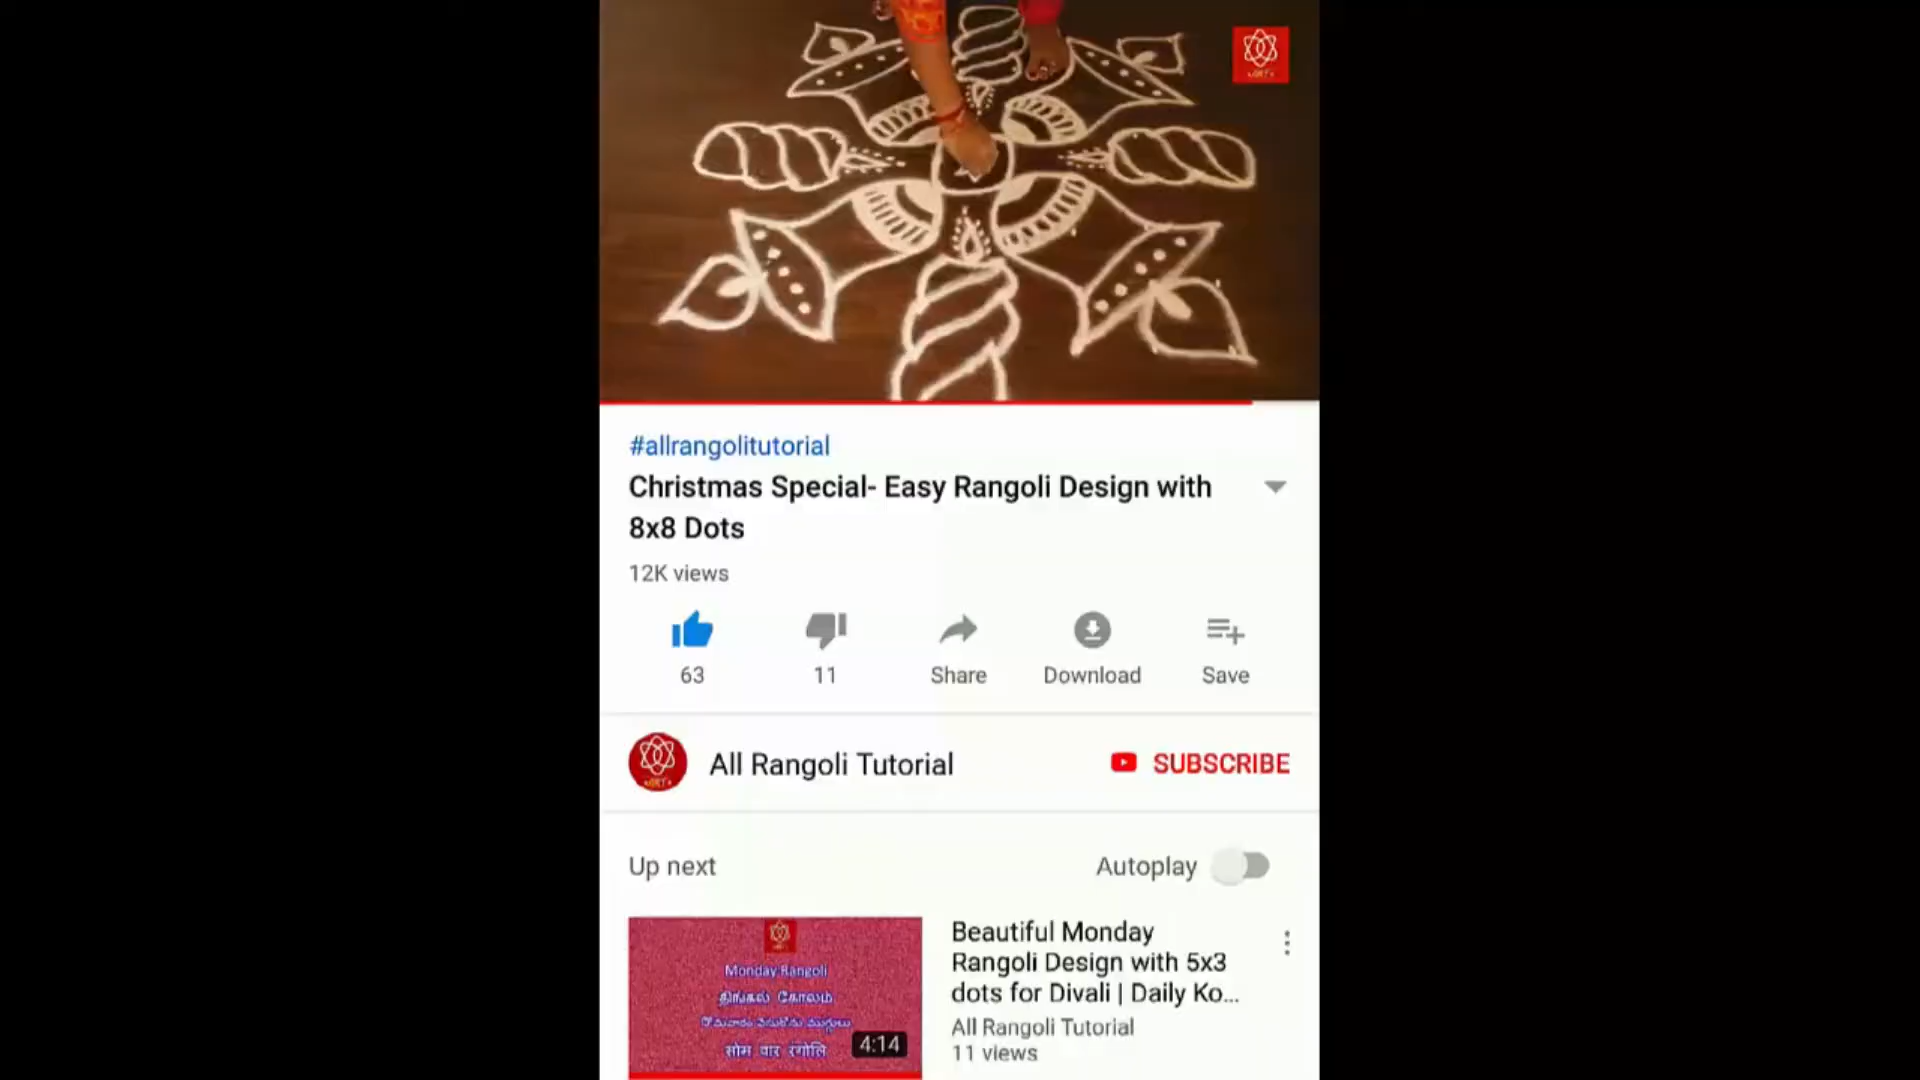 #allrangolitutorial
Christmas Special- Easy Rangoli Design with
8x8 Dots
12K views
63
11
Share
Download
Save
All Rangoli Tutorial
SUBSCRIBE
Up next
Autoplay
Monday Rangoli
திங்கல் கோலம்
सोम वार रंगोलि
4:14
Beautiful Monday
Rangoli Design with 5x3
dots for Divali | Daily Ko...
All Rangoli Tutorial
11 views